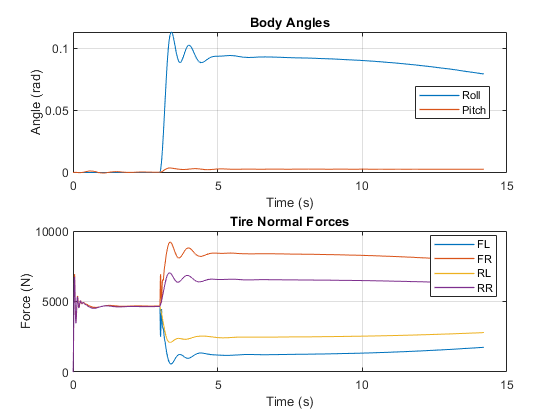 Body Angles
0.1
0.05
0
Angle (rad)
Roll
Pitch
0 5 10 15
Time (s)
Tire Normal Forces
10000
5000
0
Force (N)
FL
FR
RL
RR
0 5 10 15
Time (s)